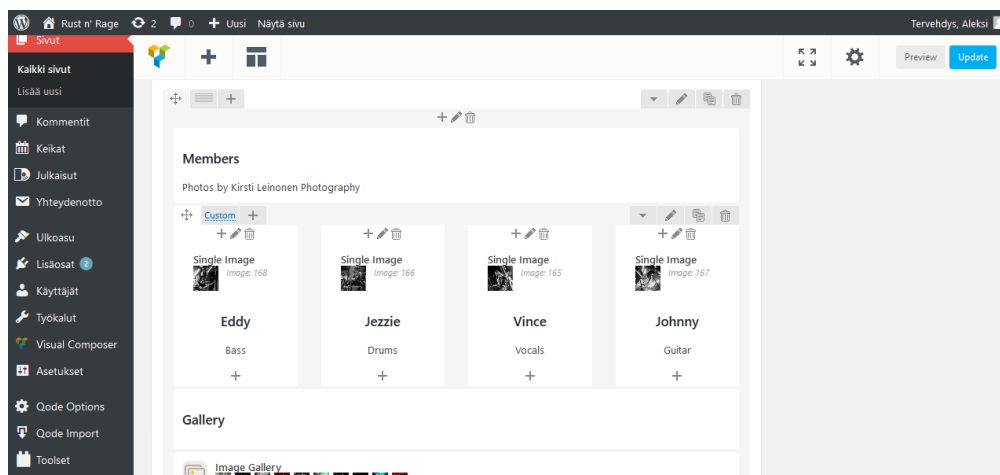 Rust n' Rage 2 0 Uusi Näytä sivu Tervehdys, Aleksi
Sivut
Kaikki sivut
Lisää uusi
Kommentit
Keikat
Julkaisut
Yhteydenotto
Ulkoasu
Lisäosat 2
Käyttäjät
Työkalut
Visual Composer
Asetukset
Qode Options
Qode Import
Toolset
Preview Update
Members
Photos by Kirsti Leinonen Photography
Custom
Single Image Single Image Single Image Single Image
Image: 168 Image: 166 Image: 165 Image: 167
Eddy Jezzie Vince Johnny
Bass Drums Vocals Guitar
Gallery
Image Gallery